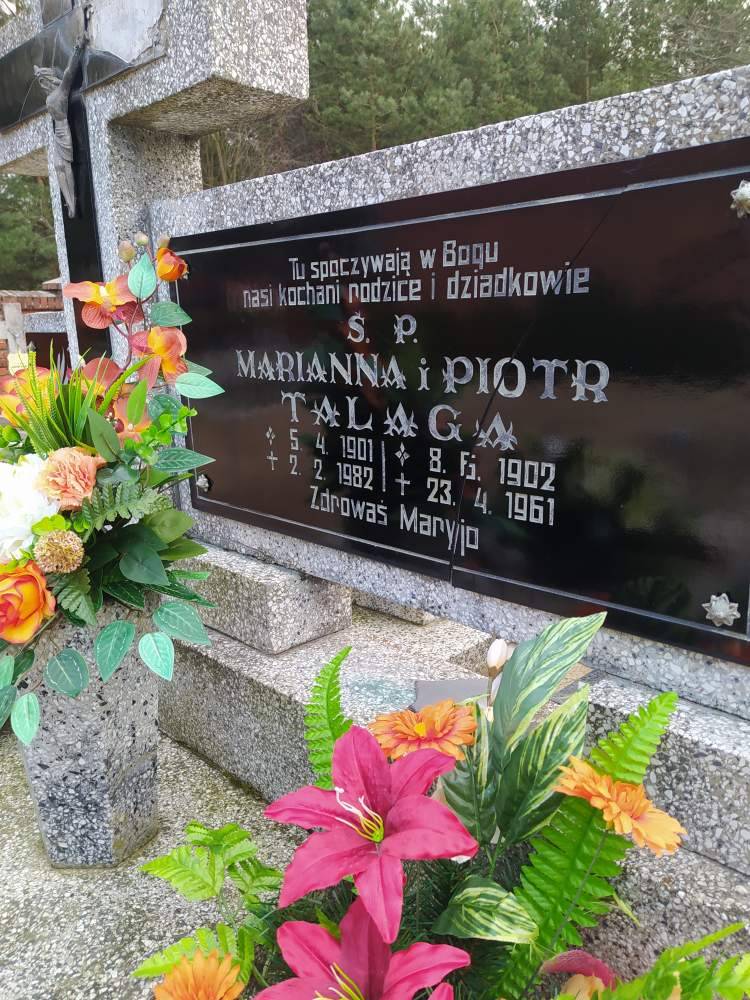 Tu spoczywają w Bogu
nasi kochani rodzice i dziadkowie
Ś. P.
MARIANNA i PIOTR
TALAGA
5. 4. 1901 | 8. 6. 1902
2. 2. 1982 | 23. 4. 1961
Zdrowaś Maryjo